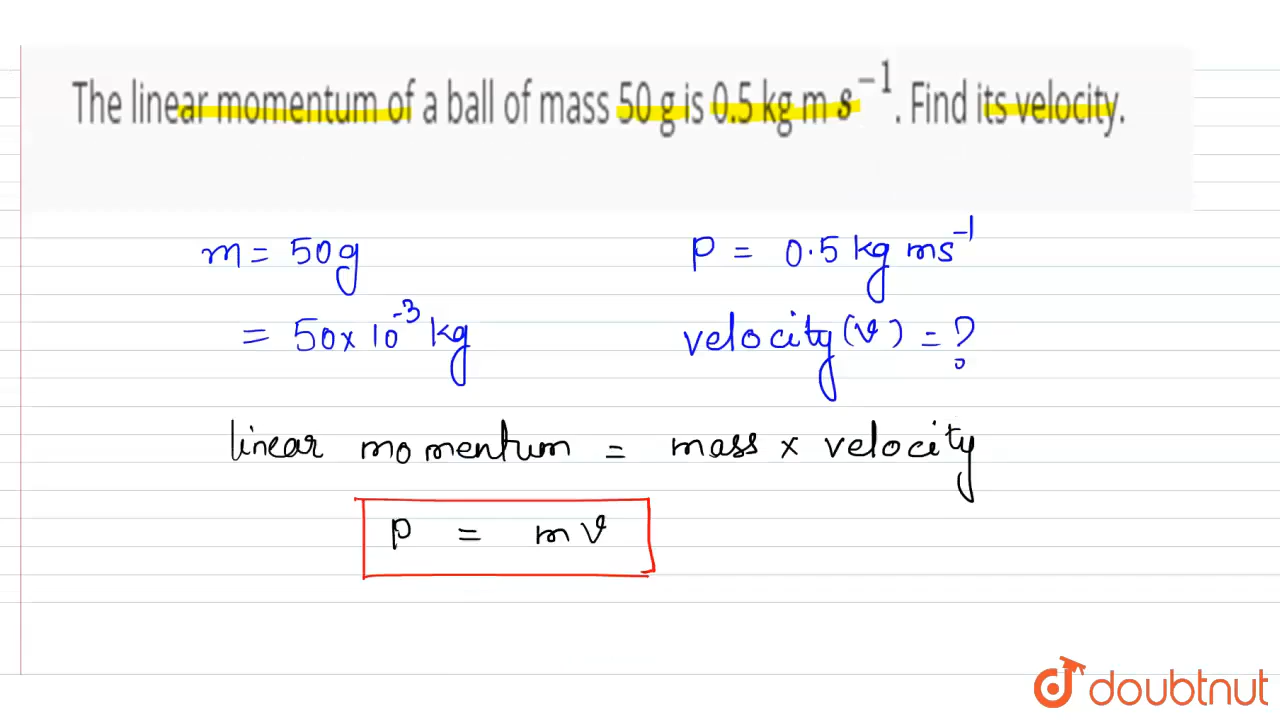 The linear momentum of a ball of mass 50 g is 0.5 kg m s⁻¹. Find its velocity.
m = 50g P = 0.5 kg ms⁻¹
= 50 x 10⁻³ kg velocity (v) = ?
linear momentum = mass x velocity
P = mv
doubtnut